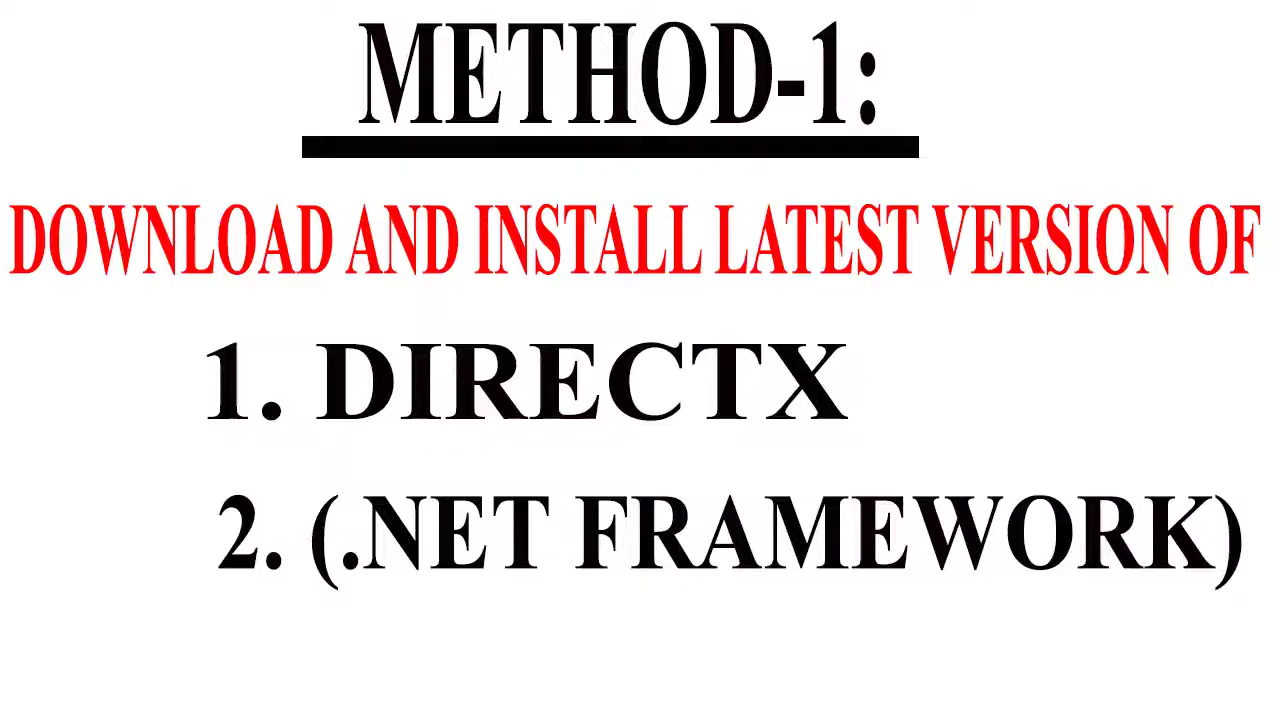 METHOD-1:
DOWNLOAD AND INSTALL LATEST VERSION OF
1. DIRECTX
2. (.NET FRAMEWORK)